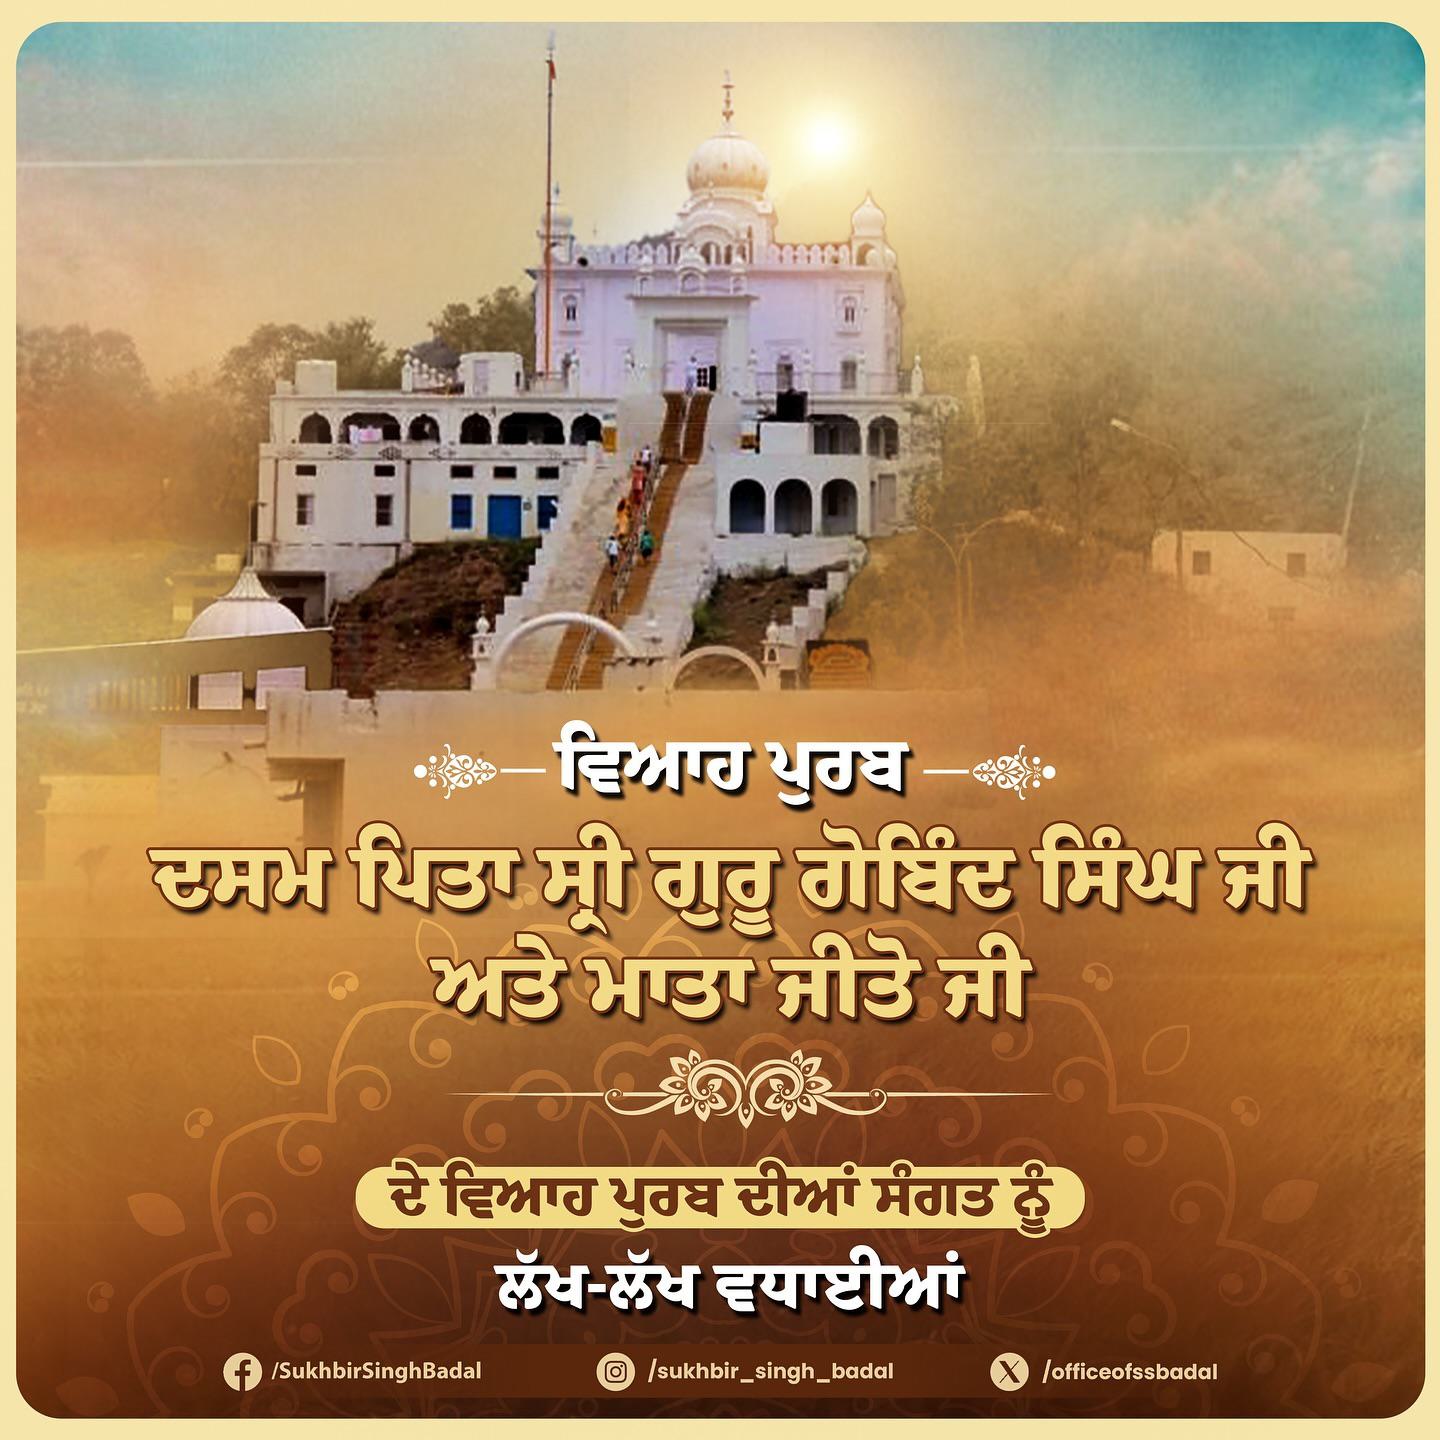 ਵਿਆਹ ਪੁਰਬ
ਦਸਮ ਪਿਤਾ ਸ੍ਰੀ ਗੁਰੂ ਗੋਬਿੰਦ ਸਿੰਘ ਜੀ
ਅਤੇ ਮਾਤਾ ਜੀਤੋ ਜੀ
ਦੇ ਵਿਆਹ ਪੁਰਬ ਦੀਆਂ ਸੰਗਤ ਨੂੰ
ਲੱਖ-ਲੱਖ ਵਧਾਈਆਂ
/SukhbirSinghBadal /sukhbir_singh_badal /officeofssbadal